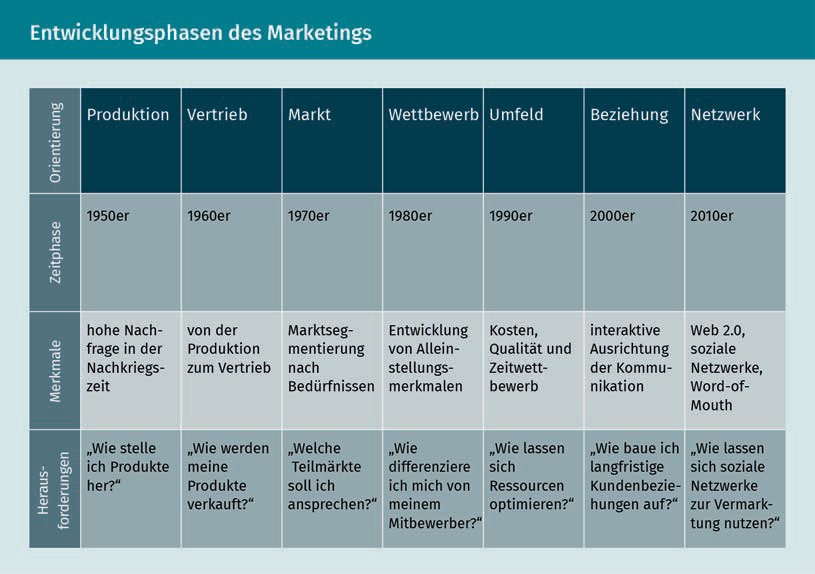 Entwicklungsphasen des Marketings
Orientierung
Produktion
Vertrieb
Markt
Wettbewerb
Umfeld
Beziehung
Netzwerk
Zeitphase
1950er
1960er
1970er
1980er
1990er
2000er
2010er
Merkmale
hohe Nach-
frage in der
Nachkriegs-
zeit
von der
Produktion
zum Vertrieb
Marktseg-
mentierung
nach
Bedürfnissen
Entwicklung
von Allein-
stellungs-
merkmalen
Kosten,
Qualität und
Zeitwett-
bewerb
interaktive
Ausrichtung
der Kommu-
nikation
Web 2.0,
soziale
Netzwerke,
Word-of-
Mouth
Heraus-
forderungen
„Wie stelle
ich Produkte
her?“
„Wie werden
meine
Produkte
verkauft?“
„Welche
Teilmärkte
soll ich
ansprechen?“
„Wie
differenziere
ich mich von
meinem
Mitbewerber?“
„Wie lassen
sich
Ressourcen
optimieren?“
„Wie baue ich
langfristige
Kundenbezie-
hungen auf?“
„Wie lassen
sich soziale
Netzwerke
zur Vermark-
tung nutzen?“